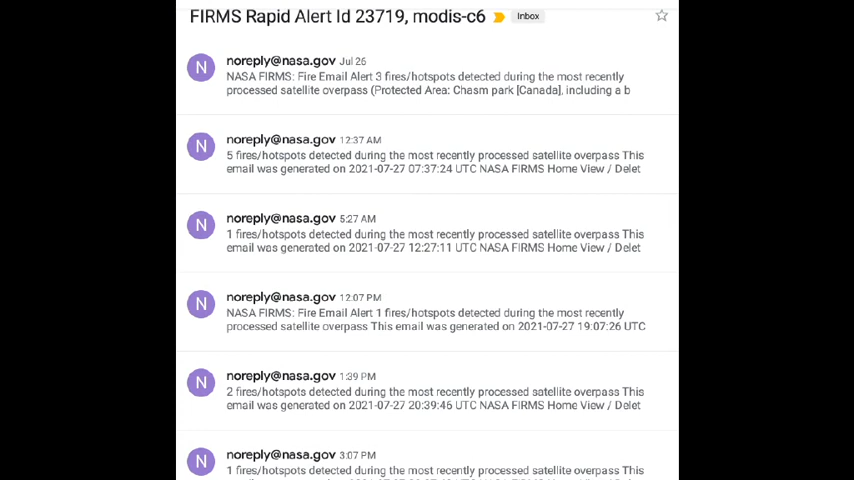 FIRMS Rapid Alert Id 23719, modis-c6 Inbox
N noreply@nasa.gov Jul 26
NASA FIRMS: Fire Email Alert 3 fires/hotspots detected during the most recently
processed satellite overpass (Protected Area: Chasm park [Canada], including a b
N noreply@nasa.gov 12:37 AM
5 fires/hotspots detected during the most recently processed satellite overpass This
email was generated on 2021-07-27 07:37:24 UTC NASA FIRMS Home View / Delet
N noreply@nasa.gov 5:27 AM
1 fires/hotspots detected during the most recently processed satellite overpass This
email was generated on 2021-07-27 12:27:11 UTC NASA FIRMS Home View / Delet
N noreply@nasa.gov 12:07 PM
NASA FIRMS: Fire Email Alert 1 fires/hotspots detected during the most recently
processed satellite overpass This email was generated on 2021-07-27 19:07:26 UTC
N noreply@nasa.gov 1:39 PM
2 fires/hotspots detected during the most recently processed satellite overpass This
email was generated on 2021-07-27 20:39:46 UTC NASA FIRMS Home View / Delet
N noreply@nasa.gov 3:07 PM
1 fires/hotspots detected during the most recently processed satellite overpass This